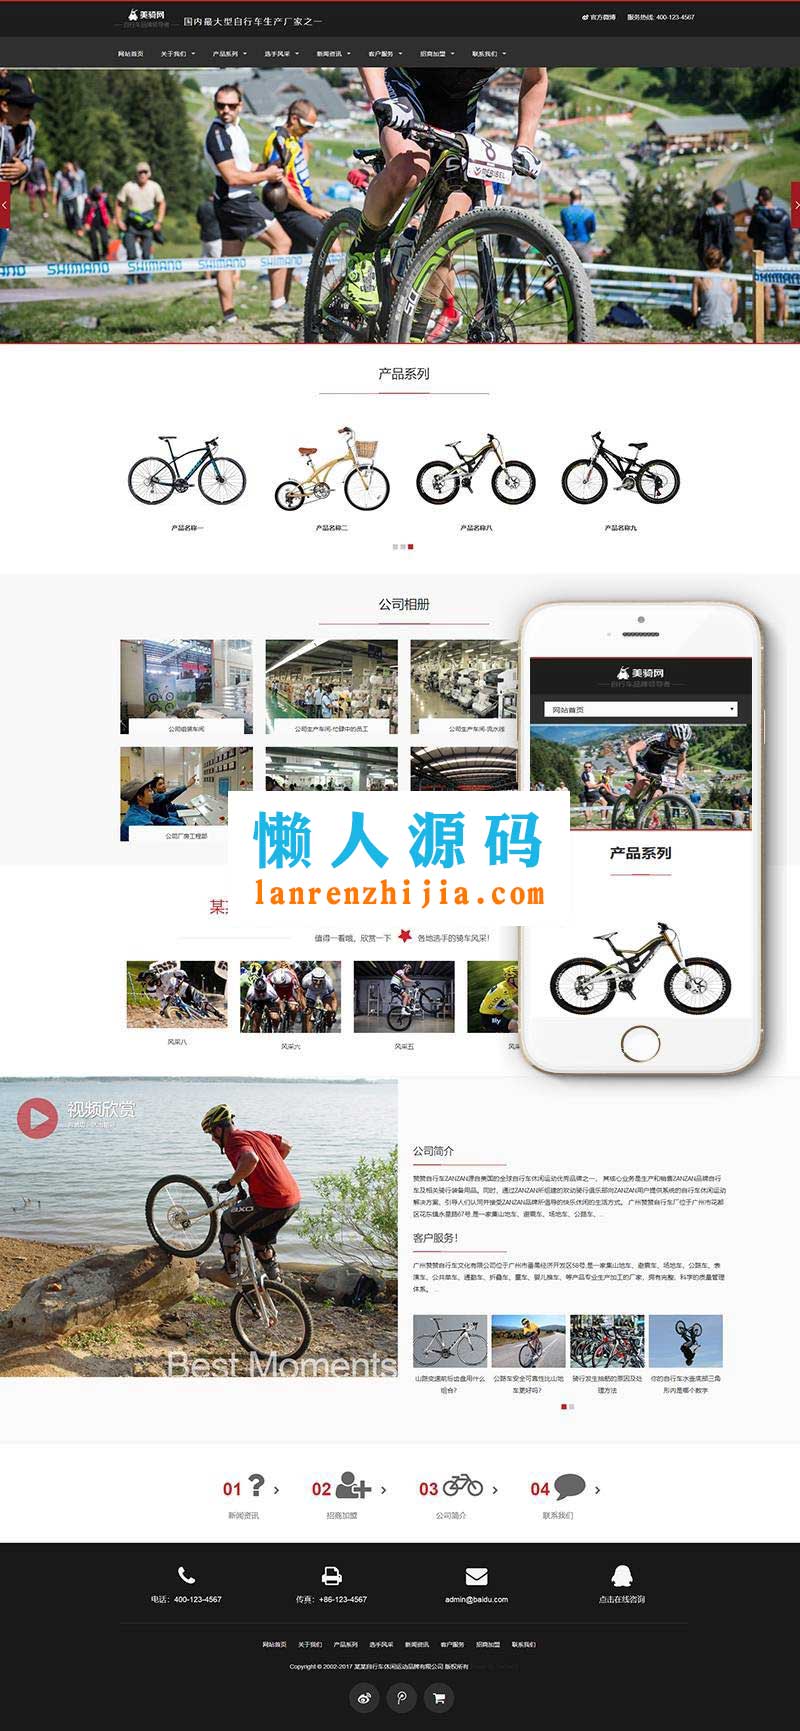 美骑网
自行车品牌领导者
国内最大型自行车生产厂家之一
官方微博 服务热线: 400-123-4567
网站首页 关于我们 产品系列 选手风采 新闻资讯 客户服务 招商加盟 联系我们
8
MERIBEL
SHIMANO SHIMANO SHIMANO
产品系列
产品名称一 产品名称二 产品名称八 产品名称九
公司相册
公司组装车间 公司生产车间-忙碌中的员工 公司生产车间-流水线
公司厂房工程部
美骑网
自行车品牌领导者
网站首页
产品系列
懒人源码
lanrenzhijia.com
值得一看哦，欣赏一下 各地选手的骑车风采!
风采八 风采六 风采五
视频欣赏
Best Moments
公司简介
赞赞自行车ZANZAN源自美国的全球自行车休闲运动优秀品牌之一， 其核心业务是生产和销售ZANZAN品牌自行
车及相关骑行装备用品。同时，通过ZANZAN所组建的双动骑行俱乐部向ZANZAN用户提供系统的自行车休闲运动
解决方案、引导人们认同并接受ZANZAN品牌所倡导的快乐休闲的生活方式。 广州赞赞自行车厂位于广州市花都
区花东镇永星路67号,是一家集山地车、避震车、场地车、公路车、...
客户服务!
广州赞赞自行车文化有限公司位于广州市番禺经济开发区58号,是一家集山地车、避震车、场地车、公路车、表
演车、公共单车、通勤车、折叠车、童车、婴儿推车、等产品专业生产加工的厂家，拥有完整、科学的质量管理
体系。 ...
山路变速前后齿盘用什么
组合?
公路车安全可靠性比山地
车更好吗?
骑行发生抽筋的原因及处
理方法
你的自行车水壶底部三角
形内是哪个数字
01 02 03 04
新闻资讯 招商加盟 公司简介 联系我们
电话：400-123-4567 传真：+86-123-4567 admin@baidu.com 点击在线咨询
网站首页 关于我们 产品系列 选手风采 新闻资讯 客户服务 招商加盟 联系我们
Copyright © 2002-2017 某某自行车休闲运动品牌有限公司 版权所有